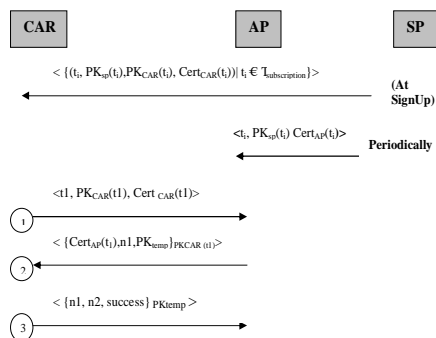 CAR AP SP
< {(tᵢ, PKsp(tᵢ),PKCAR(tᵢ), CertCAR(tᵢ))| tᵢ € Tsubscription}>
(At
SignUp)
<tᵢ, PKsp(tᵢ) CertAP(tᵢ)>
Periodically
<t1, PKCAR(t1), Cert CAR(t1)>
1
< {CertAP(t₁),n1,PKtemp}PKCAR (t1)>
2
< {n1, n2, success} PKtemp >
3